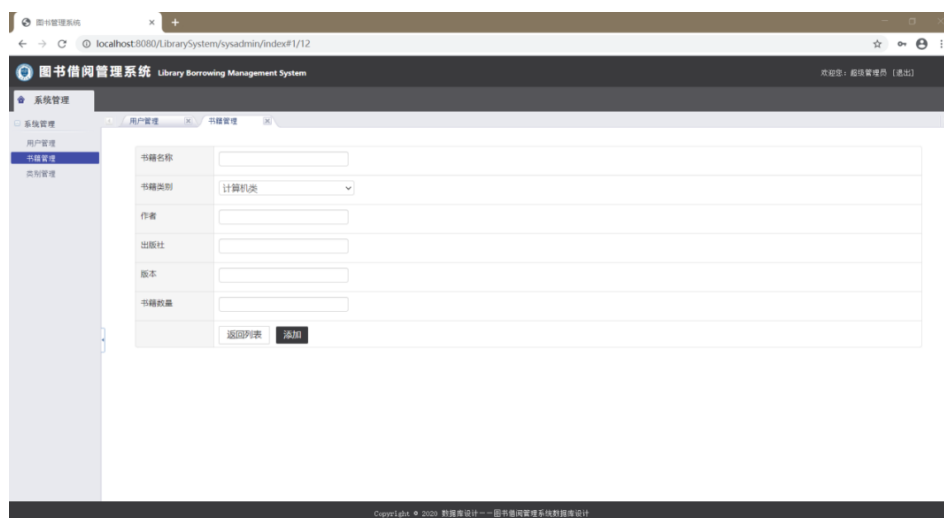 图书管理系统
localhost:8080/LibrarySystem/sysadmin/index#1/12
图书借阅管理系统 Library Borrowing Management System
欢迎您：超级管理员 [退出]
系统管理
系统管理
用户管理
书籍管理
用户管理
书籍管理
类别管理
书籍名称
书籍类别
计算机类
作者
出版社
版本
书籍数量
返回列表
添加
Copyright © 2020 数据库设计——图书借阅管理系统数据库设计